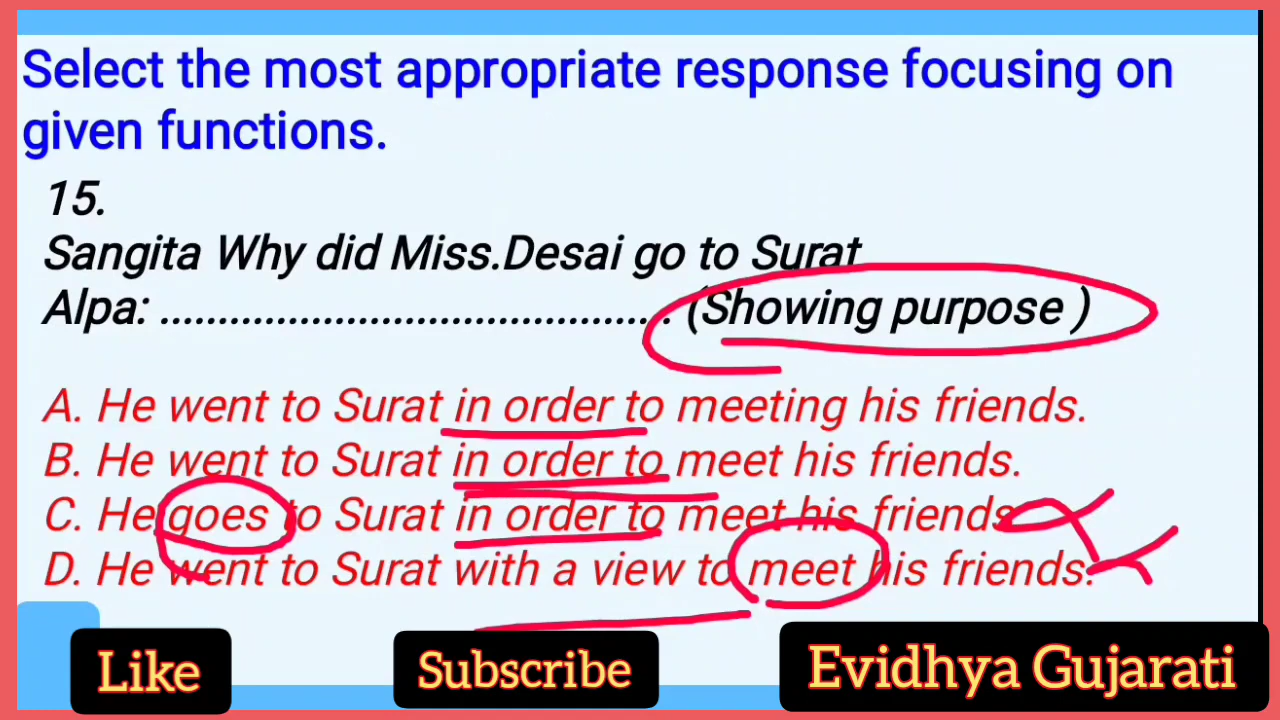 Select the most appropriate response focusing on
given functions.
15.
Sangita Why did Miss.Desai go to Surat
Alpa: ........................................... (Showing purpose )
A. He went to Surat in order to meeting his friends.
B. He went to Surat in order to meet his friends.
C. He goes to Surat in order to meet his friends
D. He went to Surat with a view to meet his friends.
Like
Subscribe
Evidhya Gujarati